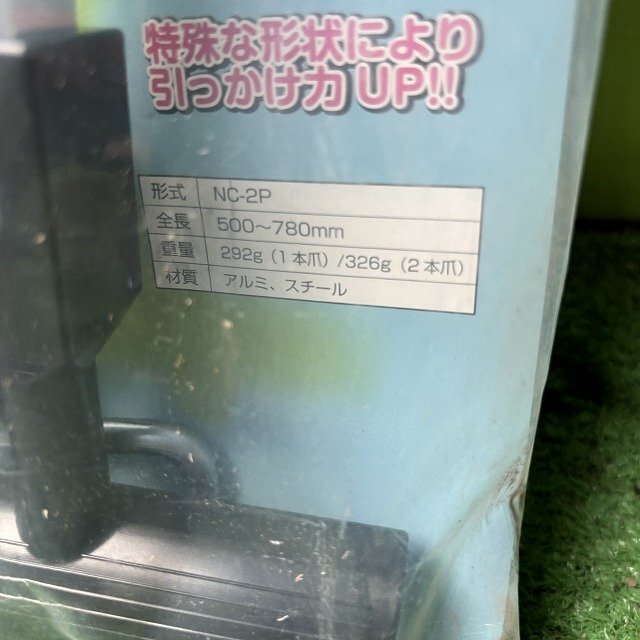 特殊な形状により
引っかけ力UP!!
形式 NC-2P
全長 500～780mm
重量 292g（1本爪）/326g（2本爪）
材質 アルミ、スチール